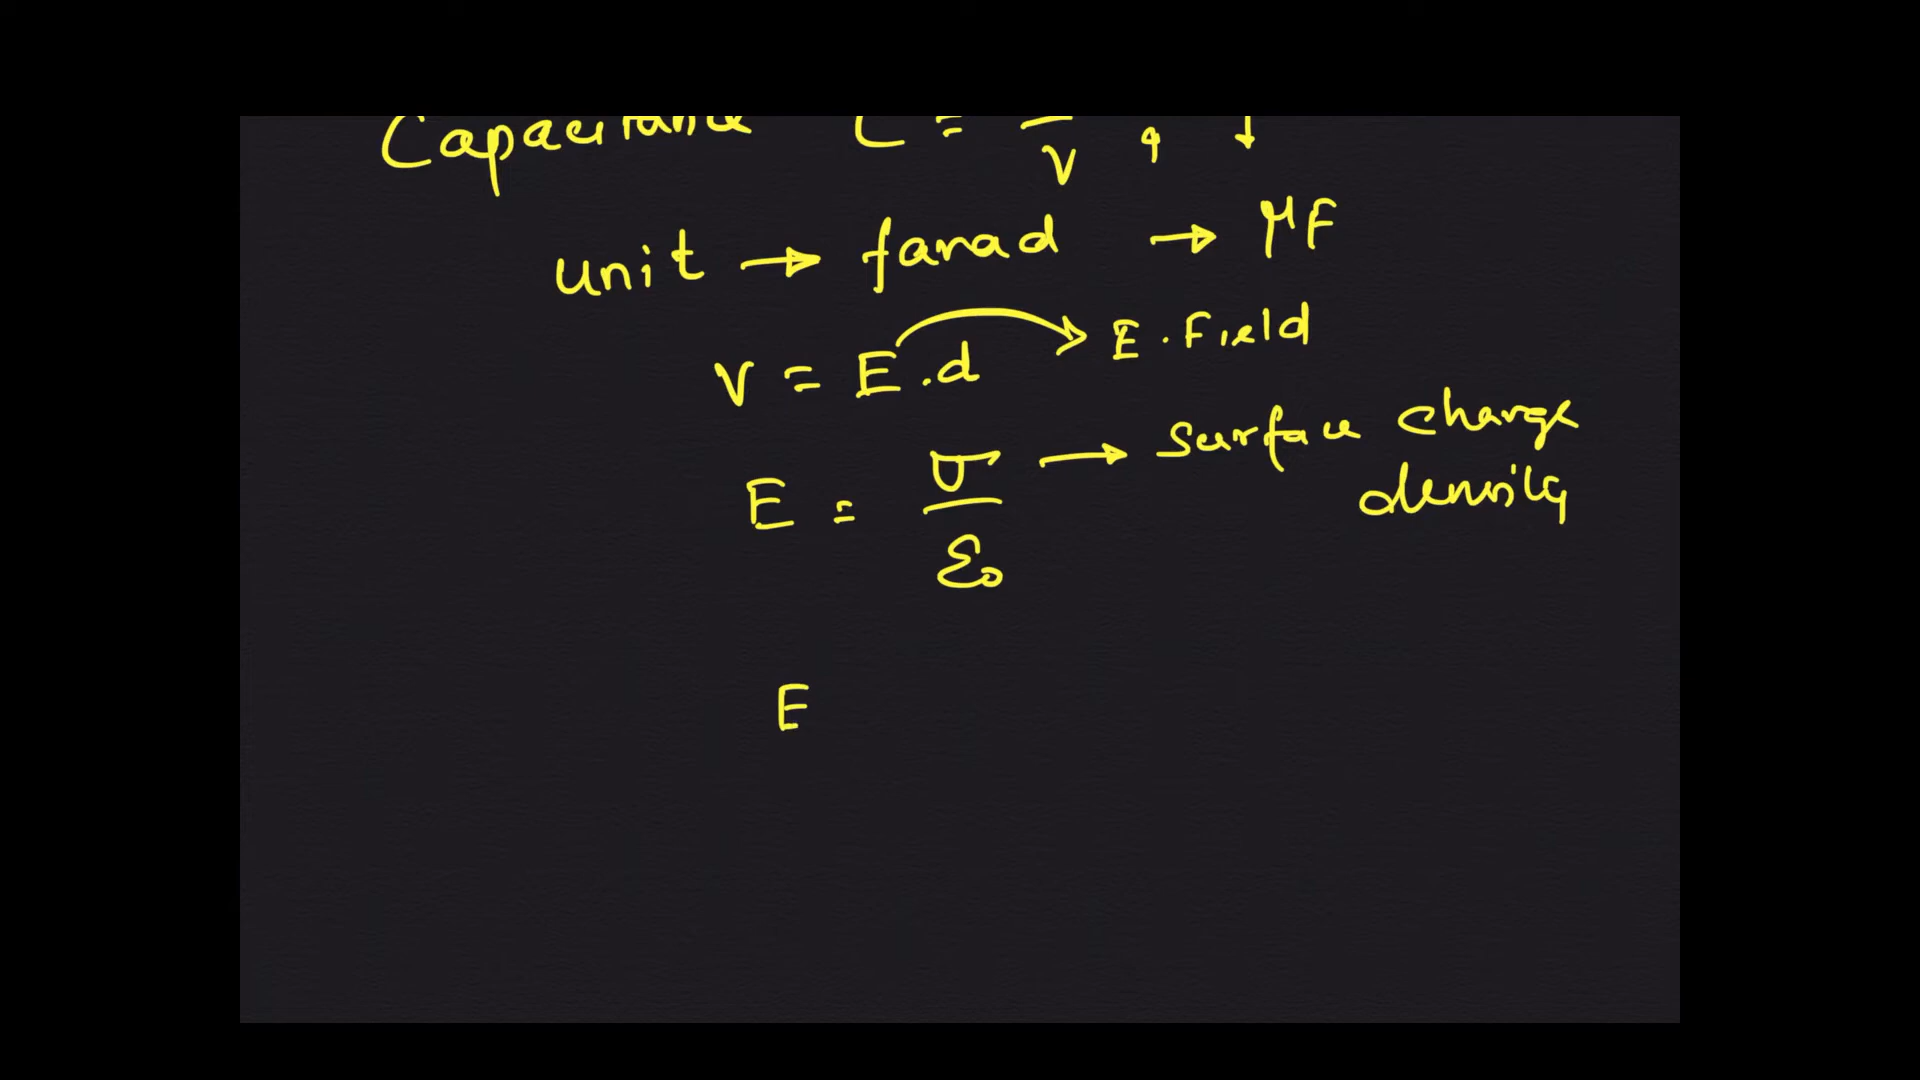 Capacitance C = / V
unit → farad → μF
V = E.d → E. Field
E = σ / ε₀ → surface charge density
E